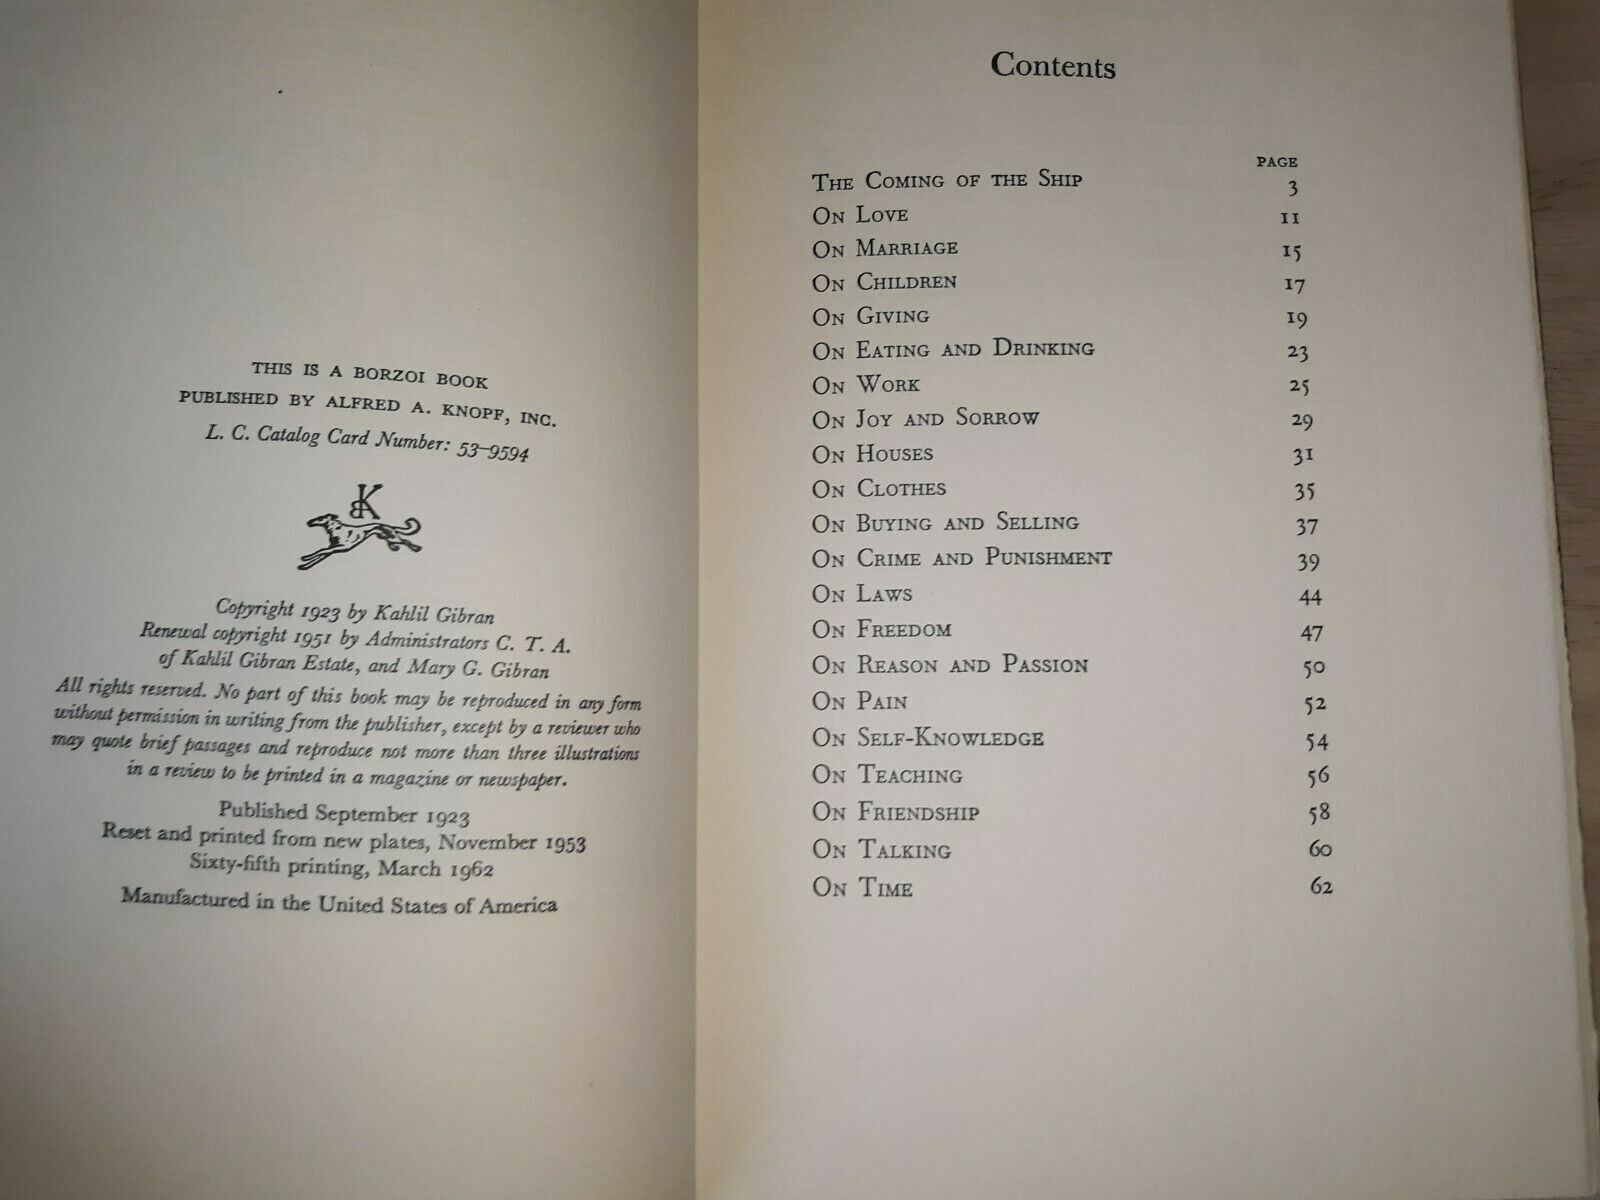 THIS IS A BORZOI BOOK
PUBLISHED BY ALFRED A. KNOPF, INC.
L. C. Catalog Card Number: 53-9594
BK
Copyright 1923 by Kahlil Gibran
Renewal copyright 1951 by Administrators C. T. A.
of Kahlil Gibran Estate, and Mary G. Gibran
All rights reserved. No part of this book may be reproduced in any form
without permission in writing from the publisher, except by a reviewer who
may quote brief passages and reproduce not more than three illustrations
in a review to be printed in a magazine or newspaper.
Published September 1923
Reset and printed from new plates, November 1953
Sixty-fifth printing, March 1962
Manufactured in the United States of America
Contents
PAGE
The Coming of the Ship 3
On Love 11
On Marriage 15
On Children 17
On Giving 19
On Eating and Drinking 23
On Work 25
On Joy and Sorrow 29
On Houses 31
On Clothes 35
On Buying and Selling 37
On Crime and Punishment 39
On Laws 44
On Freedom 47
On Reason and Passion 50
On Pain 52
On Self-Knowledge 54
On Teaching 56
On Friendship 58
On Talking 60
On Time 62